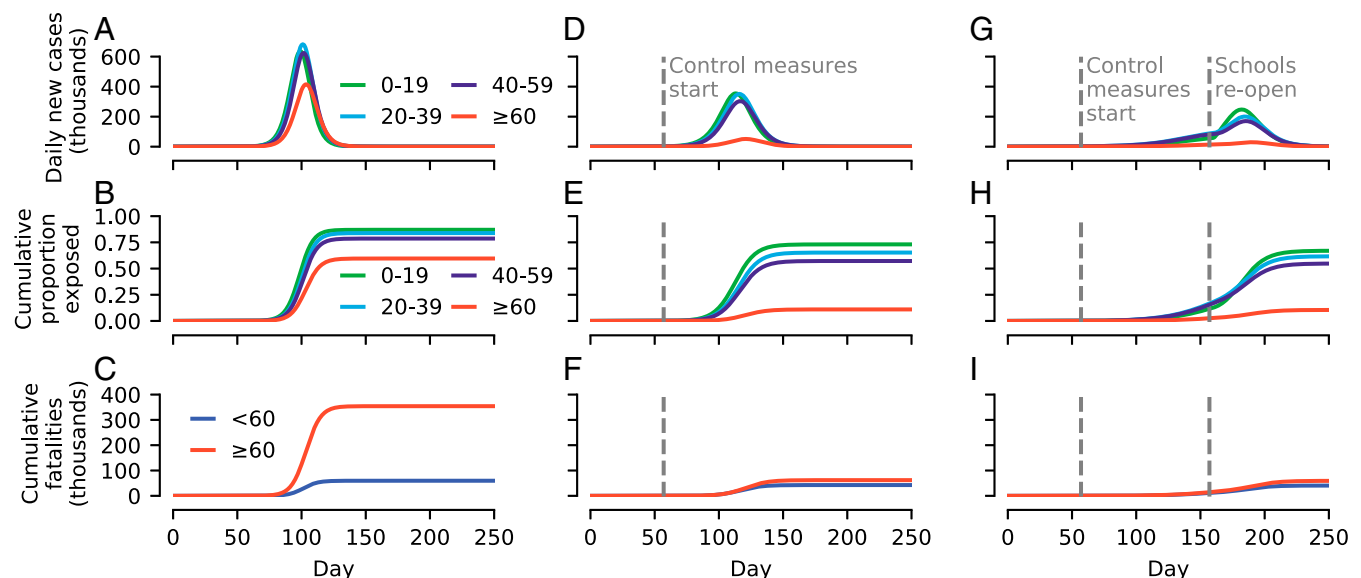 A
Daily new cases
(thousands)
600
400
200
0
0-19
20-39
40-59
≥60
D
Control measures
start
G
Control
measures
start
Schools
re-open
B
Cumulative
proportion
exposed
1.00
0.75
0.50
0.25
0.00
0-19
20-39
40-59
≥60
E
H
C
Cumulative
fatalities
(thousands)
400
300
200
100
0
<60
≥60
0 50 100 150 200 250
Day
F
0 50 100 150 200 250
Day
I
0 50 100 150 200 250
Day